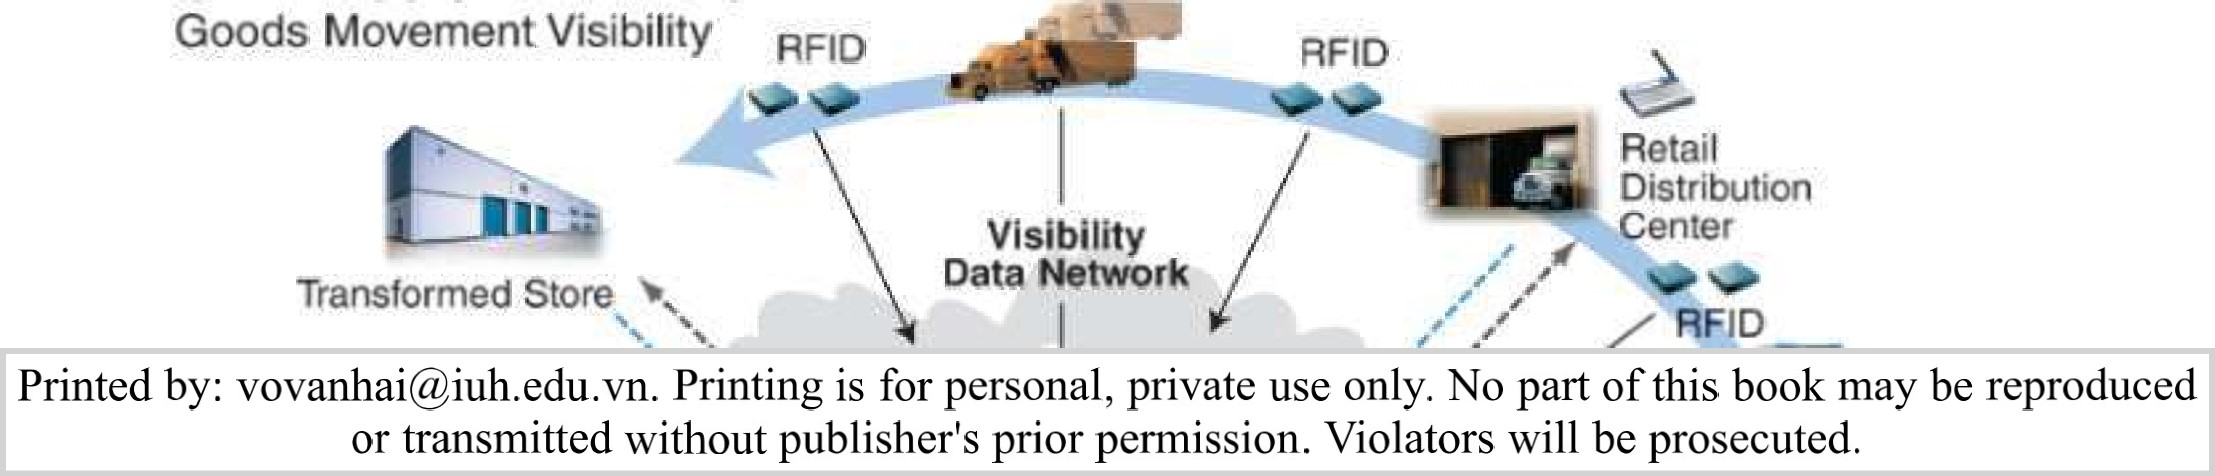 Goods Movement Visibility
RFID
RFID
Retail
Distribution
Center
Visibility
Data Network
Transformed Store
RFID
Printed by: vovanhai@iuh.edu.vn. Printing is for personal, private use only. No part of this book may be reproduced
or transmitted without publisher's prior permission. Violators will be prosecuted.